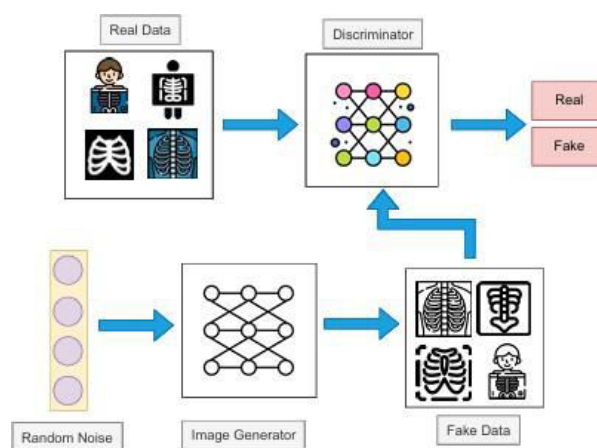 Real Data
Discriminator
Real
Fake
Random Noise
Image Generator
Fake Data